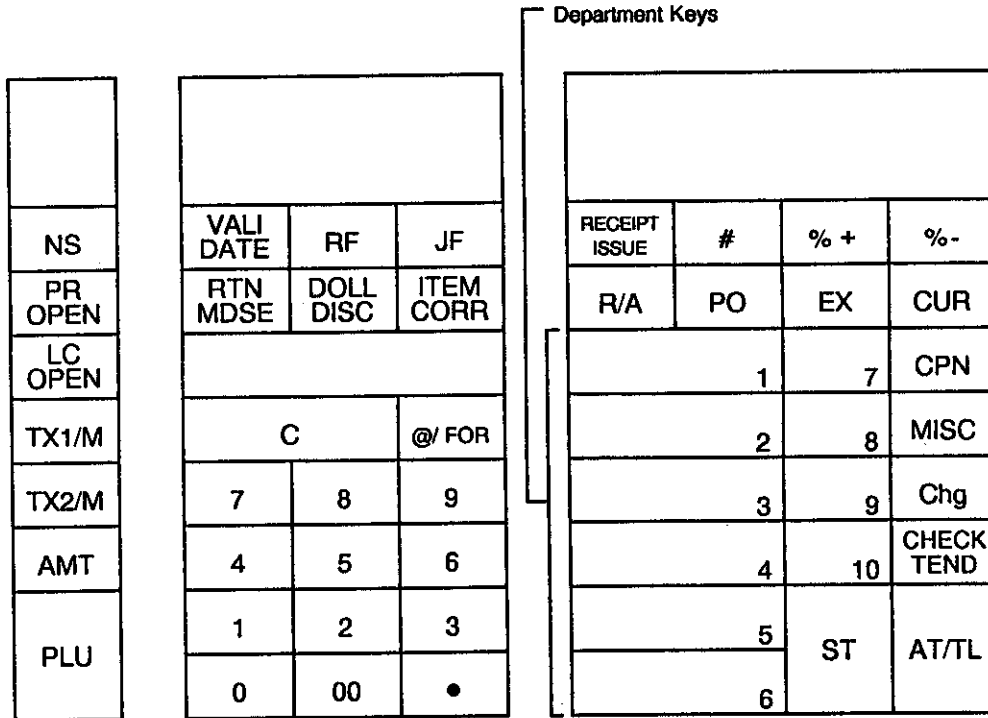 Department Keys
NS
PR
OPEN
LC
OPEN
TX1/M
TX2/M
AMT
PLU
VALI
DATE
RF
JF
RTN
MDSE
DOLL
DISC
ITEM
CORR
C
@/ FOR
7
8
9
4
5
6
1
2
3
0
00
•
RECEIPT
ISSUE
#
% +
%-
R/A
PO
EX
CUR
1
7
CPN
2
8
MISC
3
9
Chg
4
10
CHECK
TEND
5
ST
AT/TL
6